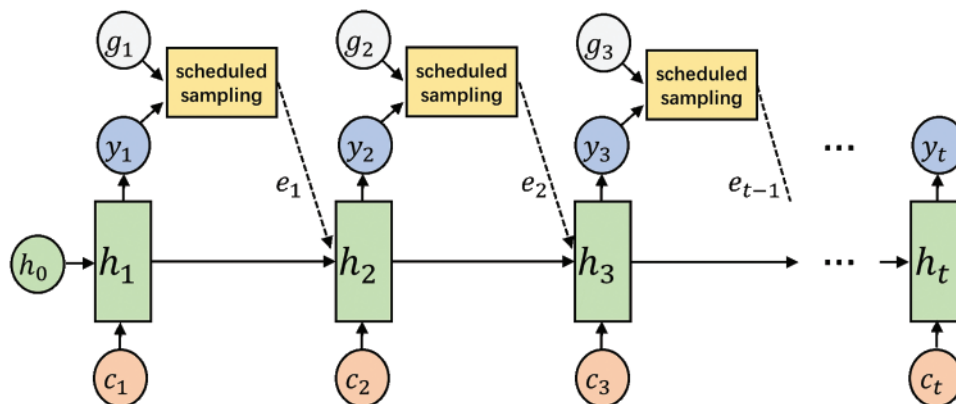 g₁
scheduled
sampling
g₂
scheduled
sampling
g₃
scheduled
sampling
y₁
y₂
y₃
...
yₜ
e₁
e₂
eₜ₋₁
h₀
h₁
h₂
h₃
...
hₜ
c₁
c₂
c₃
cₜ